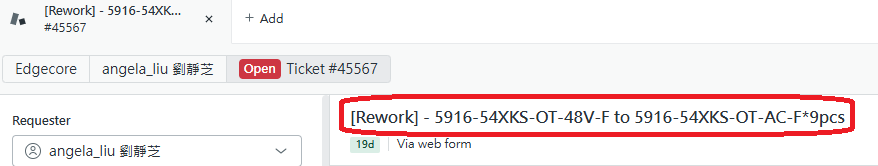 [Rework] - 5916-54XK...
#45567
×
+ Add
Edgecore
angela_liu 劉靜芝
Open Ticket #45567
Requester
[Rework] - 5916-54XKS-OT-48V-F to 5916-54XKS-OT-AC-F*9pcs
angela_liu 劉靜芝
19d Via web form